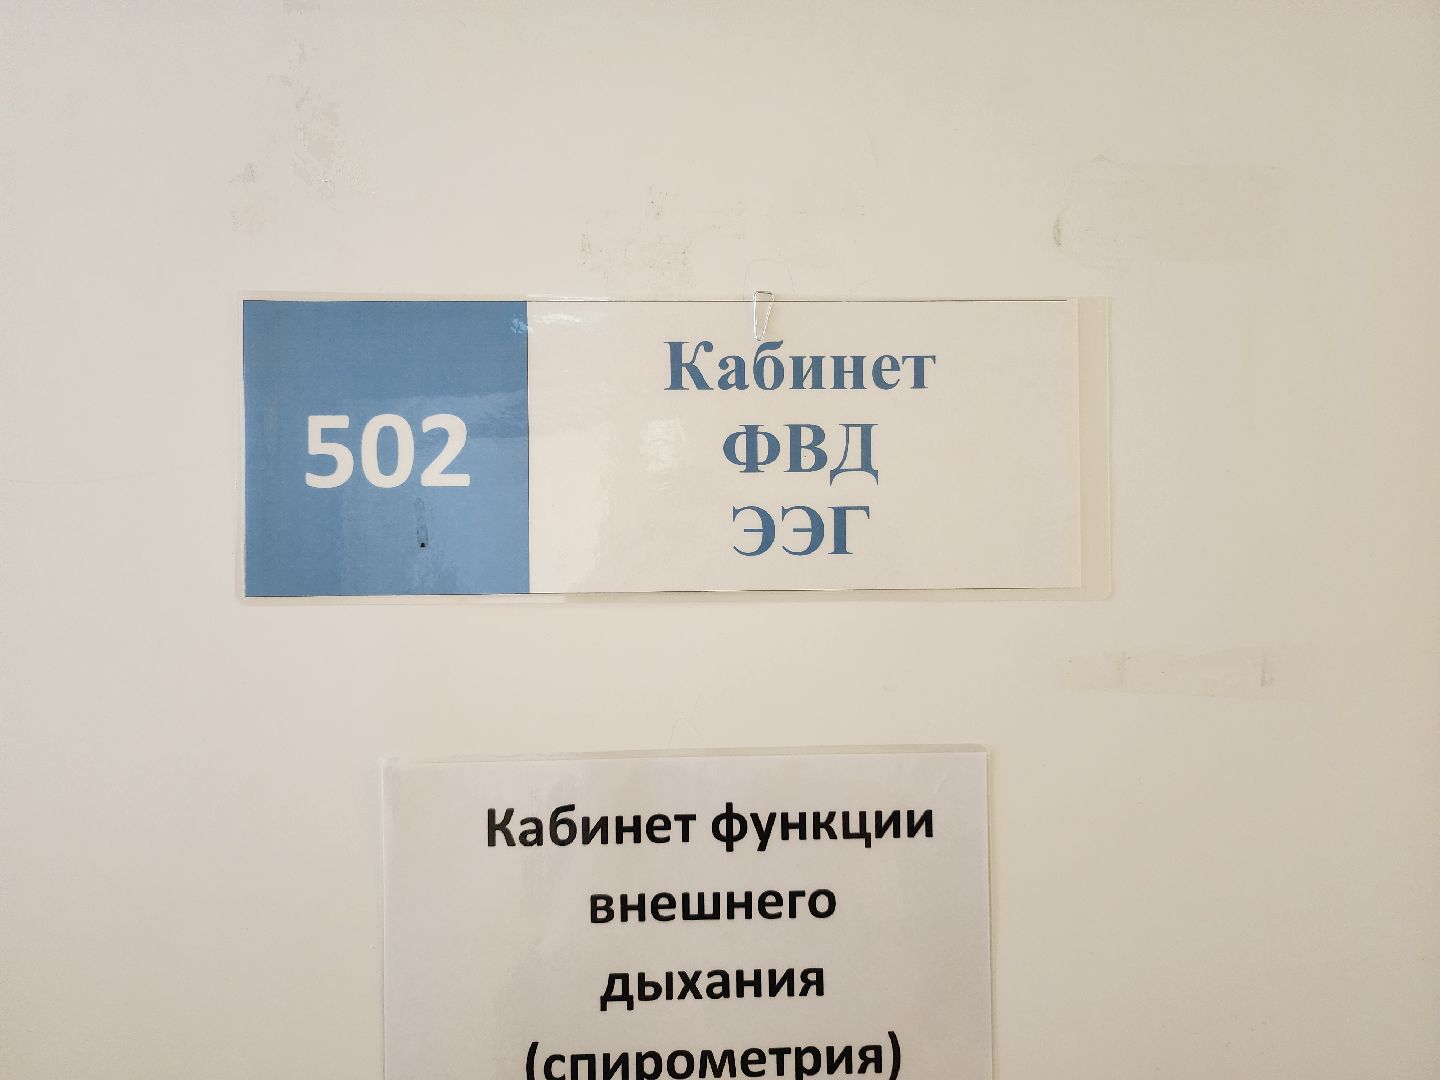 502
Кабинет
ФВД
ЭЭГ
Кабинет функции
внешнего
дыхания
(спирометрия)